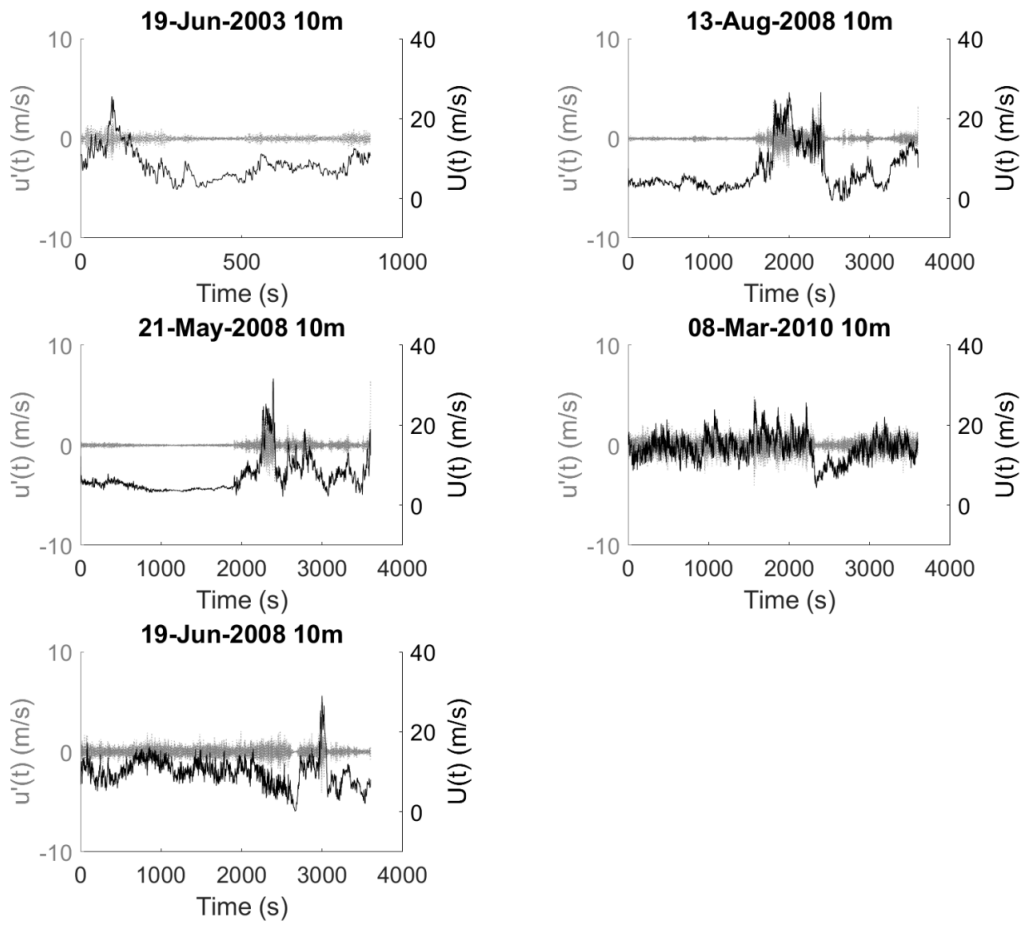 19-Jun-2003 10m
10
0
-10
u'(t) (m/s)
40
20
0
U(t) (m/s)
0 500 1000
Time (s)
13-Aug-2008 10m
10
0
-10
u'(t) (m/s)
40
20
0
U(t) (m/s)
0 1000 2000 3000 4000
Time (s)
21-May-2008 10m
10
0
-10
u'(t) (m/s)
40
20
0
U(t) (m/s)
0 1000 2000 3000 4000
Time (s)
08-Mar-2010 10m
10
0
-10
u'(t) (m/s)
40
20
0
U(t) (m/s)
0 1000 2000 3000 4000
Time (s)
19-Jun-2008 10m
10
0
-10
u'(t) (m/s)
40
20
0
U(t) (m/s)
0 1000 2000 3000 4000
Time (s)